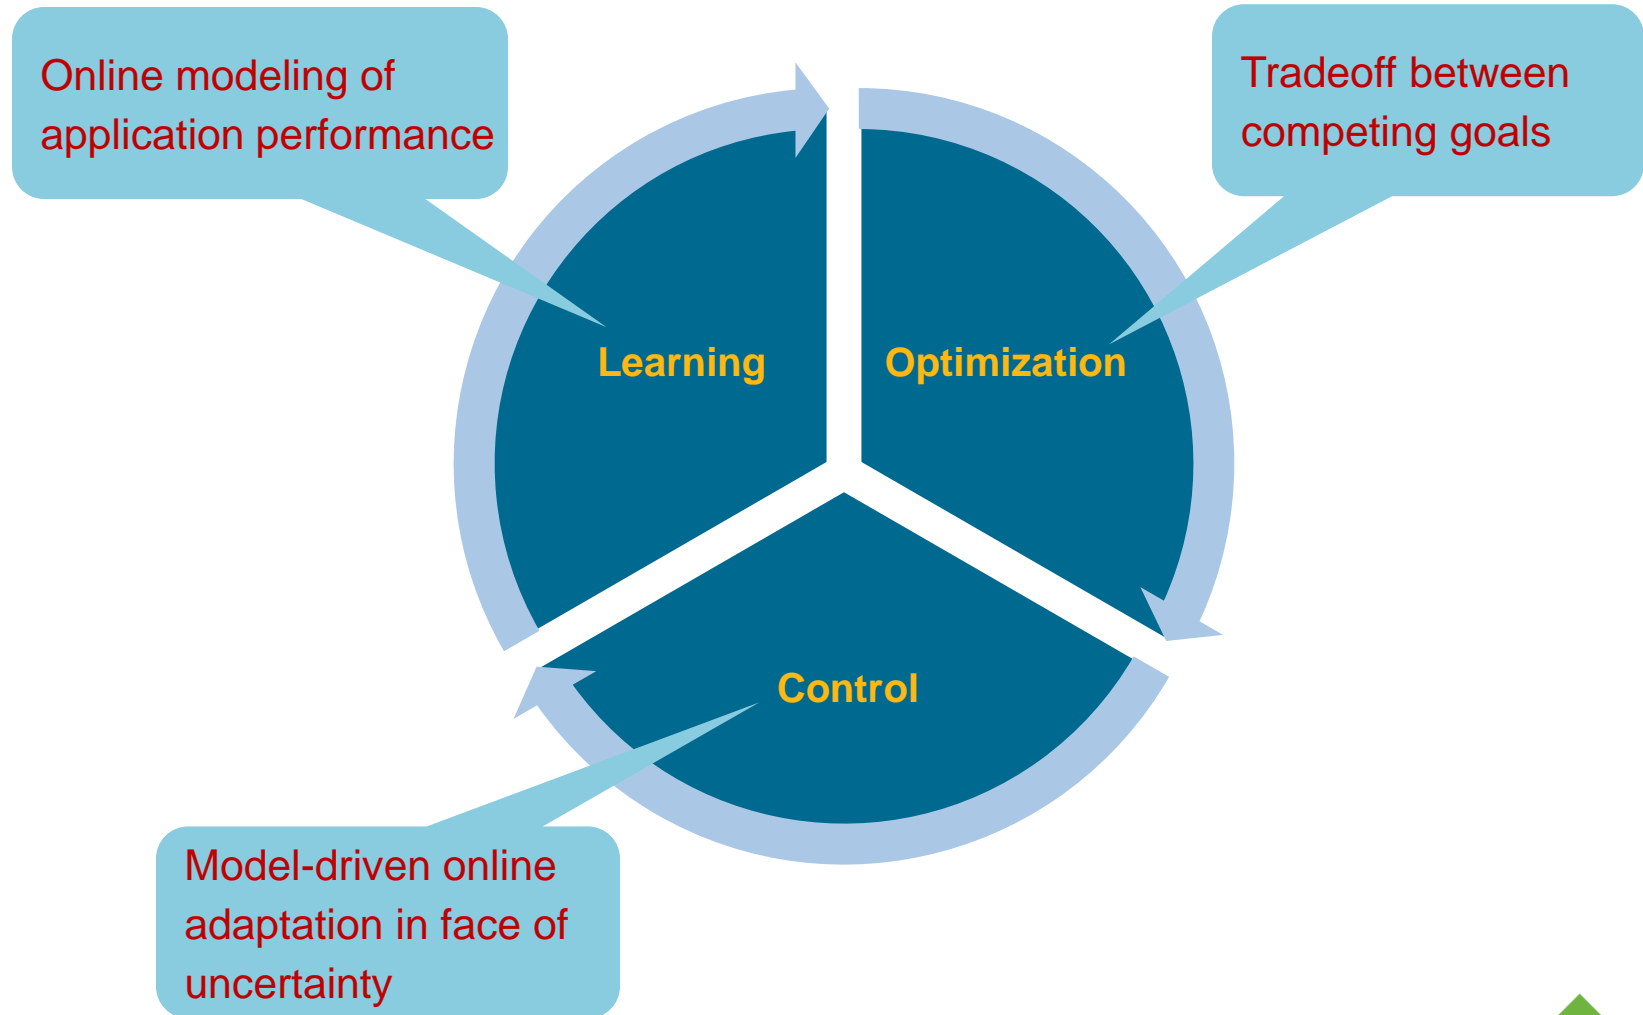 Online modeling of
application performance
Tradeoff between
competing goals
Learning
Optimization
Control
Model-driven online
adaptation in face of
uncertainty